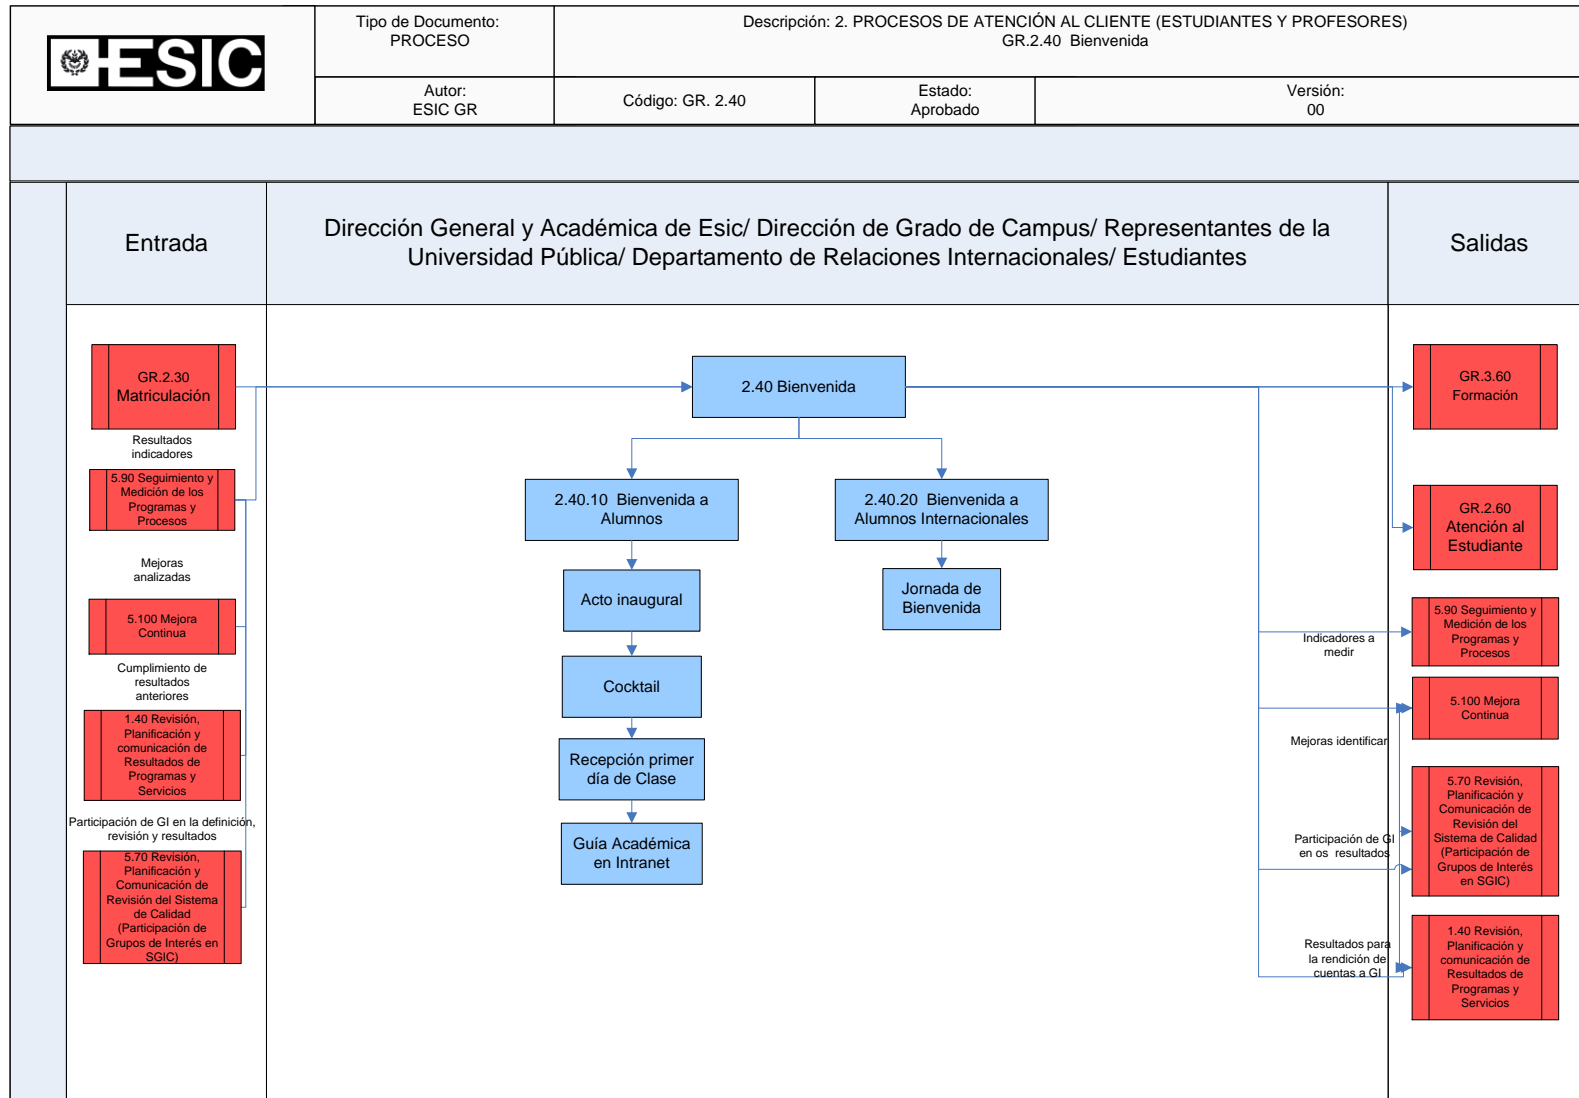 ESIC
Tipo de Documento:
PROCESO
Descripción: 2. PROCESOS DE ATENCIÓN AL CLIENTE (ESTUDIANTES Y PROFESORES)
GR.2.40 Bienvenida
Autor:
ESIC GR
Código: GR. 2.40
Estado:
Aprobado
Versión:
00
Entrada
Dirección General y Académica de Esic/ Dirección de Grado de Campus/ Representantes de la
Universidad Pública/ Departamento de Relaciones Internacionales/ Estudiantes
Salidas
GR.2.30
Matriculación
Resultados
indicadores
5.90 Seguimiento y
Medición de los
Programas y
Procesos
Mejoras
analizadas
5.100 Mejora
Continua
Cumplimiento de
resultados
anteriores
1.40 Revisión,
Planificación y
comunicación de
Resultados de
Programas y
Servicios
Participación de GI en la definición,
revisión y resultados
5.70 Revisión,
Planificación y
Comunicación de
Revisión del Sistema
de Calidad
(Participación de
Grupos de Interés en
SGIC)
2.40 Bienvenida
2.40.10 Bienvenida a
Alumnos
2.40.20 Bienvenida a
Alumnos Internacionales
Acto inaugural
Jornada de
Bienvenida
Cocktail
Recepción primer
día de Clase
Guía Académica
en Intranet
GR.3.60
Formación
GR.2.60
Atención al
Estudiante
Indicadores a
medir
5.90 Seguimiento y
Medición de los
Programas y
Procesos
5.100 Mejora
Continua
Mejoras identificar
5.70 Revisión,
Planificación y
Comunicación de
Revisión del
Sistema de Calidad
(Participación de
Grupos de Interés
en SGIC)
Participación de GI
en os resultados
Resultados para
la rendición de
cuentas a GI
1.40 Revisión,
Planificación y
comunicación de
Resultados de
Programas y
Servicios